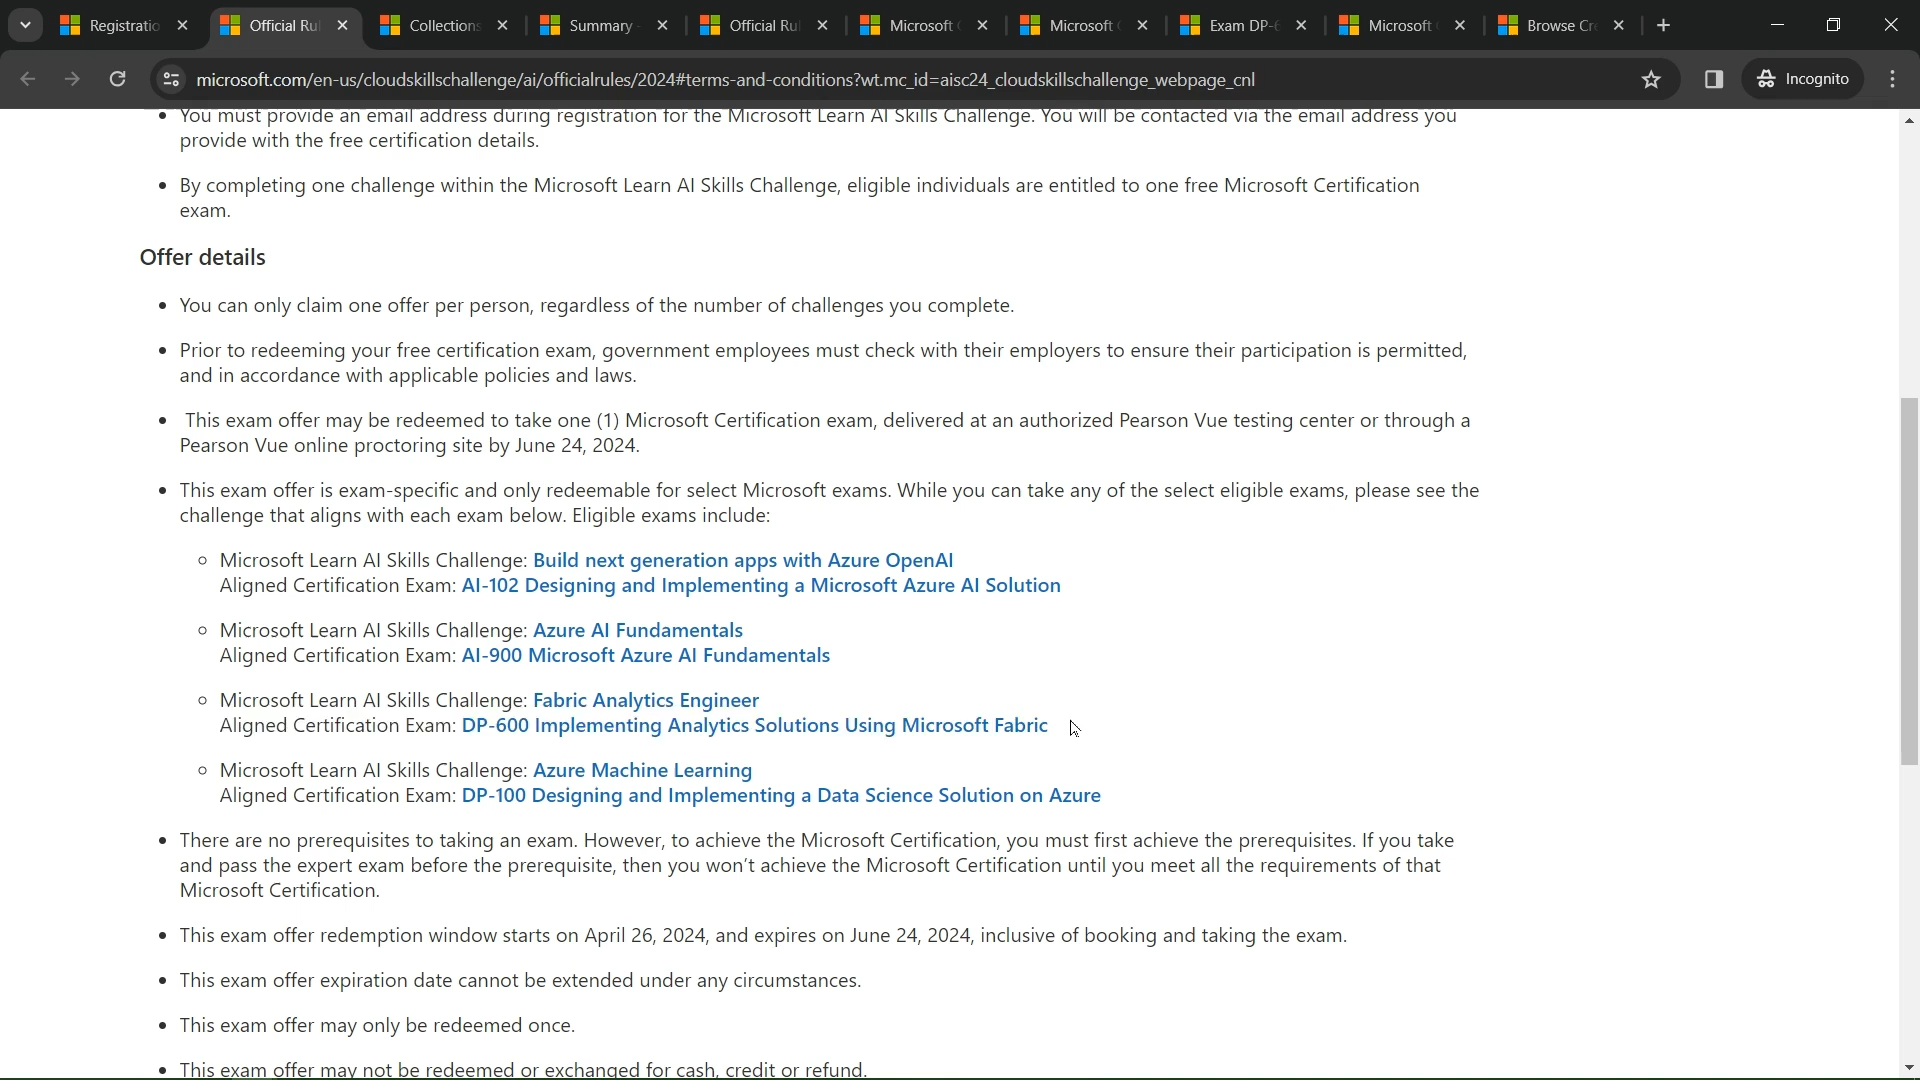 Registratio
Official Ru
Collections
Summary
Official Ru
Microsoft
Microsoft
Exam DP-6
Microsoft
Browse Cr
microsoft.com/en-us/cloudskillschallenge/ai/officialrules/2024#terms-and-conditions?wt.mc_id=aisc24_cloudskillschallenge_webpage_cnl
Incognito
• You must provide an email address during registration for the Microsoft Learn AI Skills Challenge. You will be contacted via the email address you
provide with the free certification details.
• By completing one challenge within the Microsoft Learn AI Skills Challenge, eligible individuals are entitled to one free Microsoft Certification
exam.
Offer details
• You can only claim one offer per person, regardless of the number of challenges you complete.
• Prior to redeeming your free certification exam, government employees must check with their employers to ensure their participation is permitted,
and in accordance with applicable policies and laws.
• This exam offer may be redeemed to take one (1) Microsoft Certification exam, delivered at an authorized Pearson Vue testing center or through a
Pearson Vue online proctoring site by June 24, 2024.
• This exam offer is exam-specific and only redeemable for select Microsoft exams. While you can take any of the select eligible exams, please see the
challenge that aligns with each exam below. Eligible exams include:
◦ Microsoft Learn AI Skills Challenge: Build next generation apps with Azure OpenAI
Aligned Certification Exam: AI-102 Designing and Implementing a Microsoft Azure AI Solution
◦ Microsoft Learn AI Skills Challenge: Azure AI Fundamentals
Aligned Certification Exam: AI-900 Microsoft Azure AI Fundamentals
◦ Microsoft Learn AI Skills Challenge: Fabric Analytics Engineer
Aligned Certification Exam: DP-600 Implementing Analytics Solutions Using Microsoft Fabric
◦ Microsoft Learn AI Skills Challenge: Azure Machine Learning
Aligned Certification Exam: DP-100 Designing and Implementing a Data Science Solution on Azure
• There are no prerequisites to taking an exam. However, to achieve the Microsoft Certification, you must first achieve the prerequisites. If you take
and pass the expert exam before the prerequisite, then you won't achieve the Microsoft Certification until you meet all the requirements of that
Microsoft Certification.
• This exam offer redemption window starts on April 26, 2024, and expires on June 24, 2024, inclusive of booking and taking the exam.
• This exam offer expiration date cannot be extended under any circumstances.
• This exam offer may only be redeemed once.
• This exam offer may not be redeemed or exchanged for cash, credit or refund.